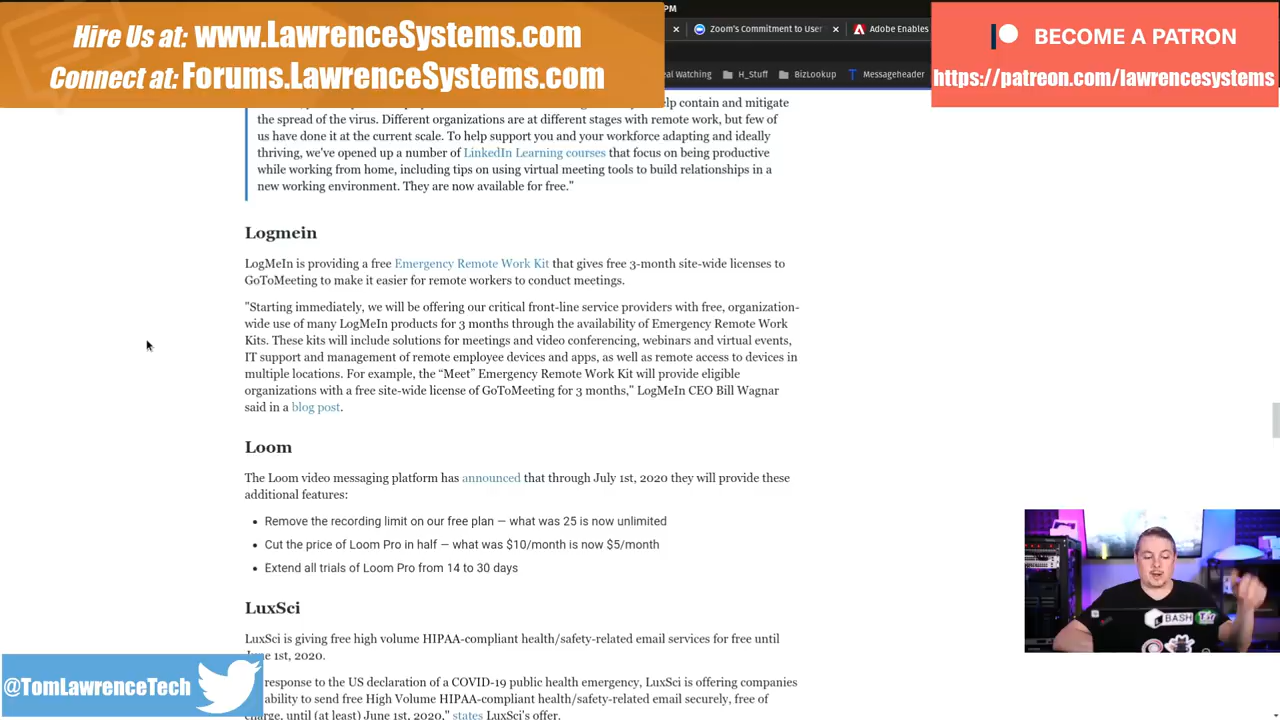 Hire Us at: www.LawrenceSystems.com
Connect at: Forums.LawrenceSystems.com
PM
Zoom's Commitment to User
Adobe Enables
BECOME A PATRON
https://patreon.com/lawrencesystems
eal Watching
H_Stuff
BizLookup
Messageheader
elp contain and mitigate
the spread of the virus. Different organizations are at different stages with remote work, but few of
us have done it at the current scale. To help support you and your workforce adapting and ideally
thriving, we've opened up a number of LinkedIn Learning courses that focus on being productive
while working from home, including tips on using virtual meeting tools to build relationships in a
new working environment. They are now available for free."
Logmein
LogMeIn is providing a free Emergency Remote Work Kit that gives free 3-month site-wide licenses to
GoToMeeting to make it easier for remote workers to conduct meetings.
"Starting immediately, we will be offering our critical front-line service providers with free, organization-
wide use of many LogMeIn products for 3 months through the availability of Emergency Remote Work
Kits. These kits will include solutions for meetings and video conferencing, webinars and virtual events,
IT support and management of remote employee devices and apps, as well as remote access to devices in
multiple locations. For example, the “Meet” Emergency Remote Work Kit will provide eligible
organizations with a free site-wide license of GoToMeeting for 3 months," LogMeIn CEO Bill Wagnar
said in a blog post.
Loom
The Loom video messaging platform has announced that through July 1st, 2020 they will provide these
additional features:
• Remove the recording limit on our free plan — what was 25 is now unlimited
• Cut the price of Loom Pro in half — what was $10/month is now $5/month
• Extend all trials of Loom Pro from 14 to 30 days
LuxSci
LuxSci is giving free high volume HIPAA-compliant health/safety-related email services for free until
June 1st, 2020.
response to the US declaration of a COVID-19 public health emergency, LuxSci is offering companies
ability to send free High Volume HIPAA-compliant health/safety-related email securely, free of
charge, until (at least) June 1st, 2020," states LuxSci's offer.
@TomLawrenceTech
BASH